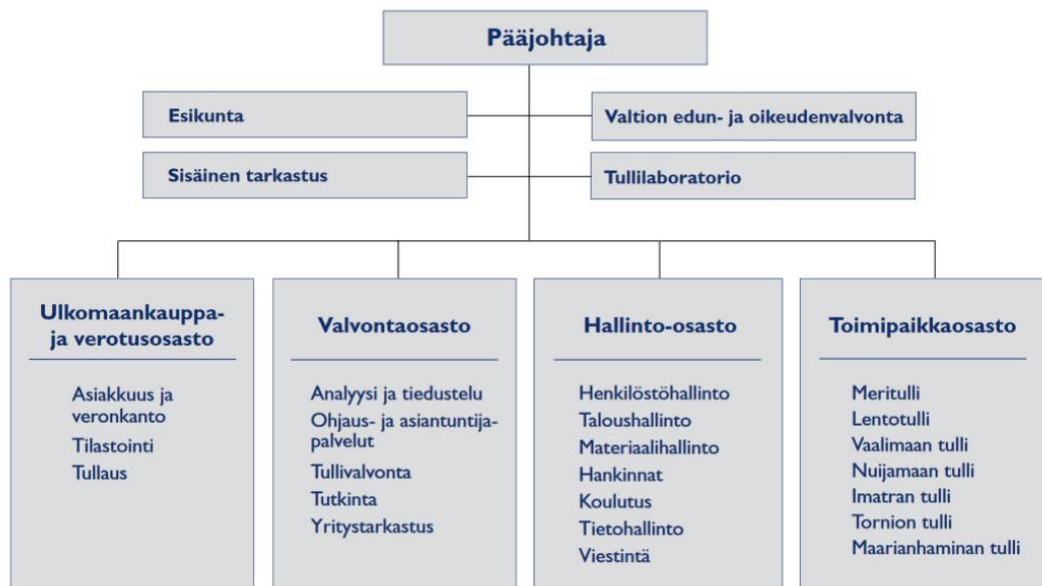 Pääjohtaja
Esikunta
Valtion edun- ja oikeudenvalvonta
Sisäinen tarkastus
Tullilaboratorio
Ulkomaankauppa-
ja verotusosasto
Asiakkuus ja
veronkanto
Tilastointi
Tullaus
Valvontaosasto
Analyysi ja tiedustelu
Ohjaus- ja asiantuntija-
palvelut
Tullivalvonta
Tutkinta
Yritystarkastus
Hallinto-osasto
Henkilöstöhallinto
Taloushallinto
Materiaalihallinto
Hankinnat
Koulutus
Tietohallinto
Viestintä
Toimipaikkaosasto
Meritulli
Lentotulli
Vaalimaan tulli
Nuijamaan tulli
Imatran tulli
Tornion tulli
Maarianhaminan tulli